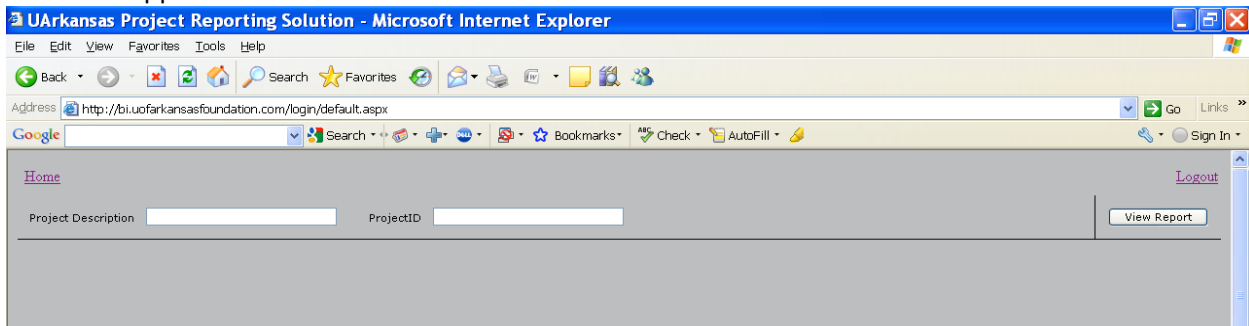 UArkansas Project Reporting Solution - Microsoft Internet Explorer
File Edit View Favorites Tools Help
Back Search Favorites
Address http://bi.uofarkansasfoundation.com/login/default.aspx Go Links »
Google Search Bookmarks Check AutoFill Sign In
Home Logout
Project Description ProjectID View Report